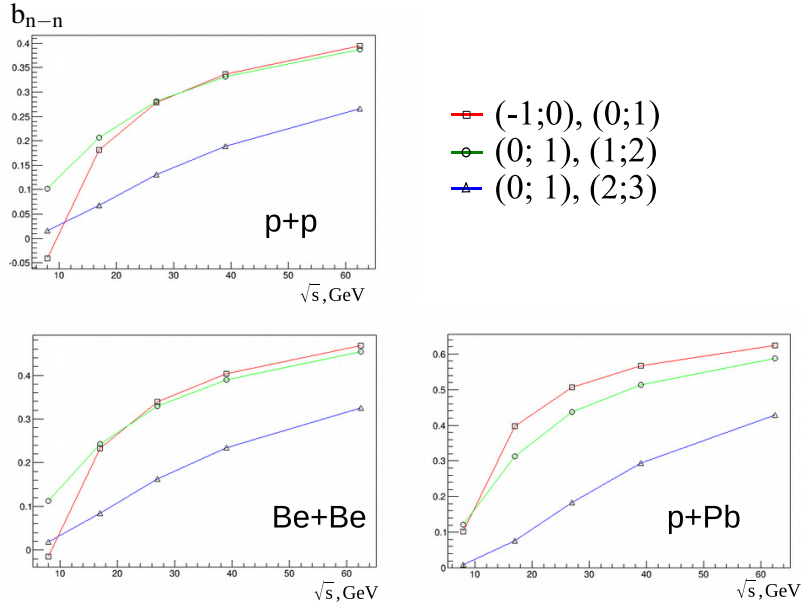 b n−n
0.4
0.35
0.3
0.25
0.2
0.15
0.1
0.05
0
-0.05
10 20 30 40 50 60
√s, GeV
p+p
(-1;0), (0;1)
(0; 1), (1;2)
(0; 1), (2;3)
0.4
0.3
0.2
0.1
0
10 20 30 40 50 60
√s, GeV
Be+Be
0.6
0.5
0.4
0.3
0.2
0.1
0
10 20 30 40 50 60
√s, GeV
p+Pb